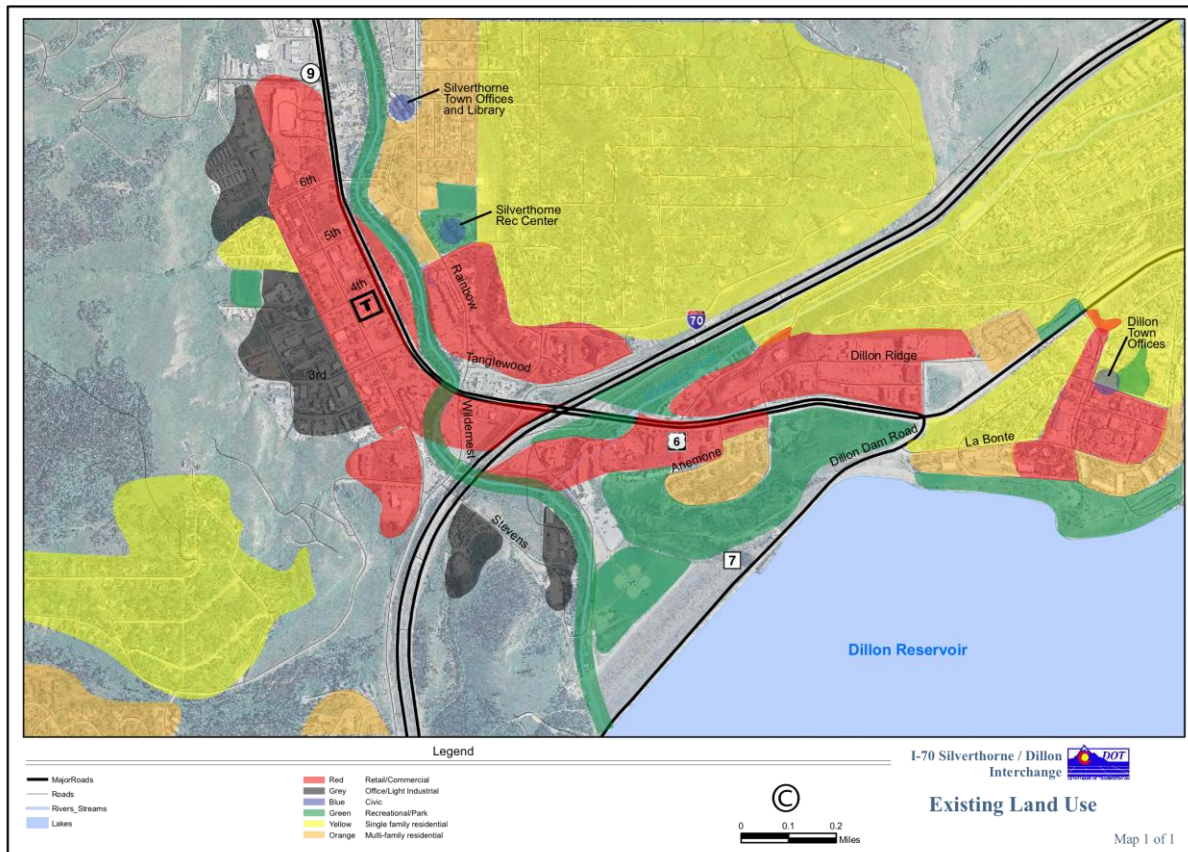 9
Silverthorne
Town Offices
and Library
6th
5th
4th
T
3rd
Silverthorne
Rec Center
Rainbow
Tanglewood
Wildernest
70
Dillon Ridge
Dillon
Town
Offices
6
Anemone
Dillon Dam Road
La Bonte
Stevens
7
Dillon Reservoir
Legend
MajorRoads
Roads
Rivers_Streams
Lakes
Red Retail/Commercial
Grey Office/Light Industrial
Blue Civic
Green Recreational/Park
Yellow Single family residential
Orange Multi-family residential
©
0 0.1 0.2
Miles
I-70 Silverthorne / Dillon
Interchange
DOT
DEPARTMENT OF TRANSPORTATION
Existing Land Use
Map 1 of 1